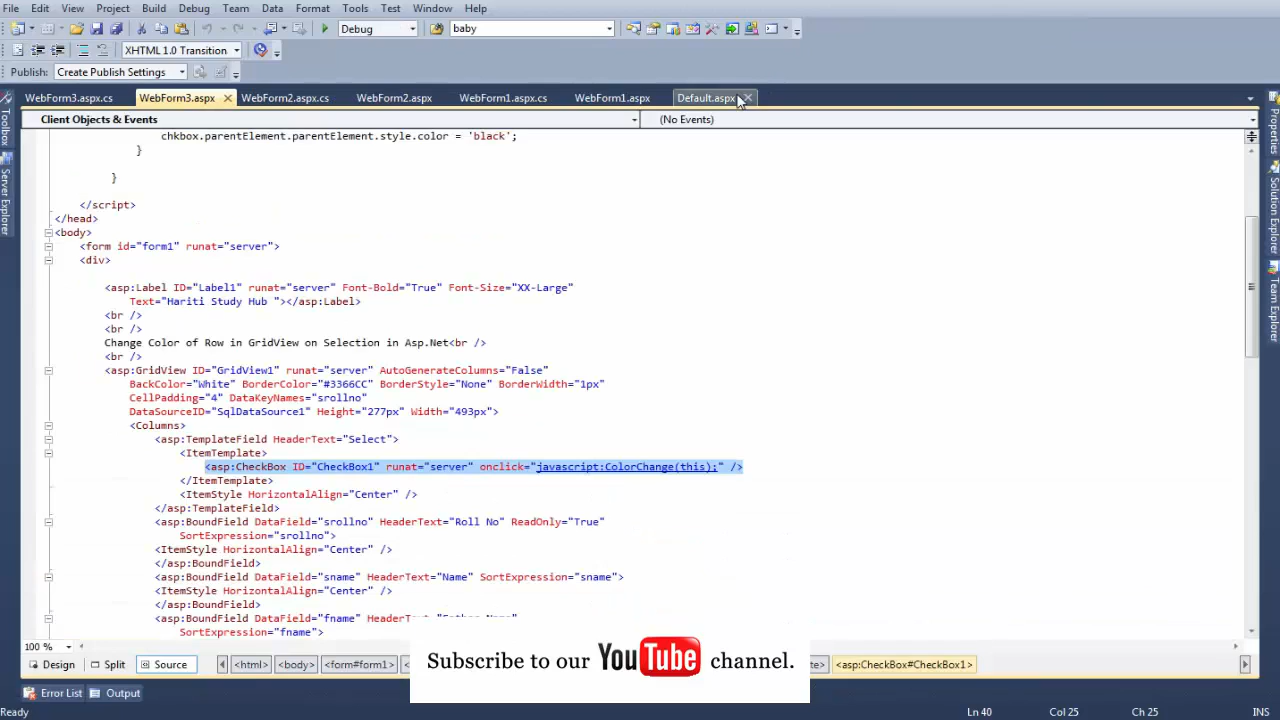 File Edit View Project Build Debug Team Data Format Tools Test Window Help
Debug baby
XHTML 1.0 Transition
Publish: Create Publish Settings
WebForm3.aspx.cs WebForm3.aspx WebForm2.aspx.cs WebForm2.aspx WebForm1.aspx.cs WebForm1.aspx Default.aspx
Client Objects & Events (No Events)
Toolbox
Server Explorer
Properties
Solution Explorer
Team Explorer
chkbox.parentElement.parentElement.style.color = 'black';
}
}
</script>
</head>
<body>
<form id="form1" runat="server">
<div>
<asp:Label ID="Label1" runat="server" Font-Bold="True" Font-Size="XX-Large"
Text="Hariti Study Hub "></asp:Label>
<br />
<br />
Change Color of Row in GridView on Selection in Asp.Net<br />
<br />
<asp:GridView ID="GridView1" runat="server" AutoGenerateColumns="False"
BackColor="White" BorderColor="#3366CC" BorderStyle="None" BorderWidth="1px"
CellPadding="4" DataKeyNames="srollno"
DataSourceID="SqlDataSource1" Height="277px" Width="493px">
<Columns>
<asp:TemplateField HeaderText="Select">
<ItemTemplate>
<asp:CheckBox ID="CheckBox1" runat="server" onclick="javascript:ColorChange(this);" />
</ItemTemplate>
<ItemStyle HorizontalAlign="Center" />
</asp:TemplateField>
<asp:BoundField DataField="srollno" HeaderText="Roll No" ReadOnly="True"
SortExpression="srollno">
<ItemStyle HorizontalAlign="Center" />
</asp:BoundField>
<asp:BoundField DataField="sname" HeaderText="Name" SortExpression="sname">
<ItemStyle HorizontalAlign="Center" />
</asp:BoundField>
<asp:BoundField DataField="fname"
SortExpression="fname">
Subscribe to our YouTube channel.
100 %
Design Split Source <html> <body> <form#form1> <asp:CheckBox#CheckBox1>
Error List Output
Ready Ln 40 Col 25 Ch 25 INS